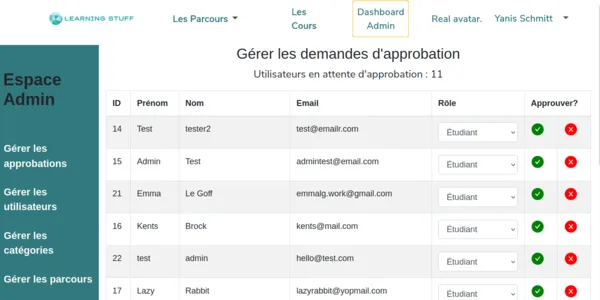 LEARNING STUFF
Les Parcours
Les
Cours
Dashboard
Admin
Real avatar.
Yanis Schmitt
Espace
Admin
Gérer les
approbations
Gérer les
utilisateurs
Gérer les
catégories
Gérer les parcours
Gérer les demandes d'approbation
Utilisateurs en attente d'approbation : 11
ID Prénom Nom Email Rôle Approuver?
14 Test tester2 test@emailr.com Étudiant
15 Admin Test admintest@email.com Étudiant
21 Emma Le Goff emmalg.work@gmail.com Étudiant
16 Kents Brock kents@mail.com Étudiant
22 test admin hello@test.com Étudiant
17 Lazy Rabbit lazyrabbit@yopmail.com Étudiant